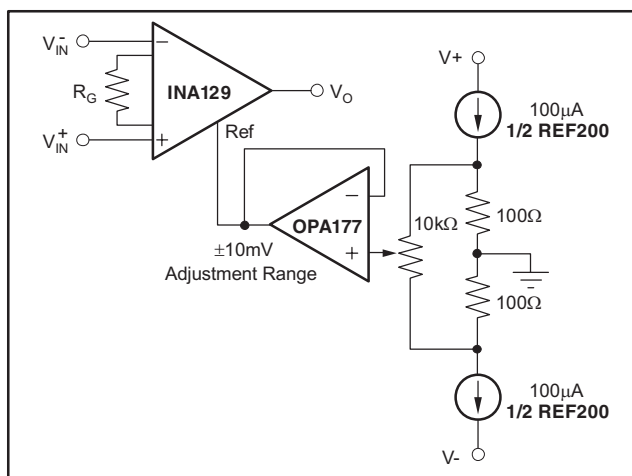 V-IN
−
RG
INA129
VO
V+IN
+
Ref
V+
100µA
1/2 REF200
−
OPA177
+
10kΩ
100Ω
±10mV
Adjustment Range
100Ω
100µA
1/2 REF200
V-